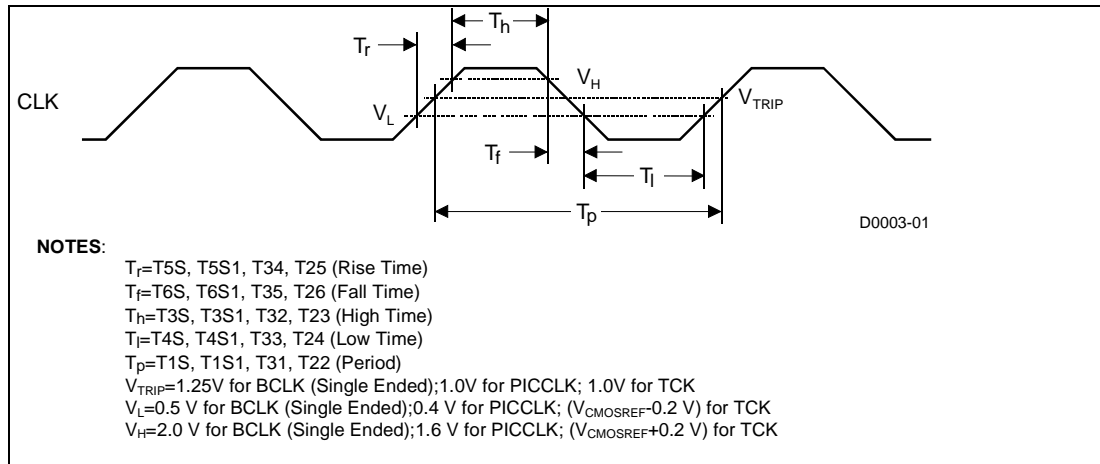 Th
Tr
CLK
VH
VTRIP
VL
Tf
Tl
Tp
D0003-01
NOTES:
Tr=T5S, T5S1, T34, T25 (Rise Time)
Tf=T6S, T6S1, T35, T26 (Fall Time)
Th=T3S, T3S1, T32, T23 (High Time)
Tl=T4S, T4S1, T33, T24 (Low Time)
Tp=T1S, T1S1, T31, T22 (Period)
VTRIP=1.25V for BCLK (Single Ended);1.0V for PICCLK; 1.0V for TCK
VL=0.5 V for BCLK (Single Ended);0.4 V for PICCLK; (VCMOSREF-0.2 V) for TCK
VH=2.0 V for BCLK (Single Ended);1.6 V for PICCLK; (VCMOSREF+0.2 V) for TCK